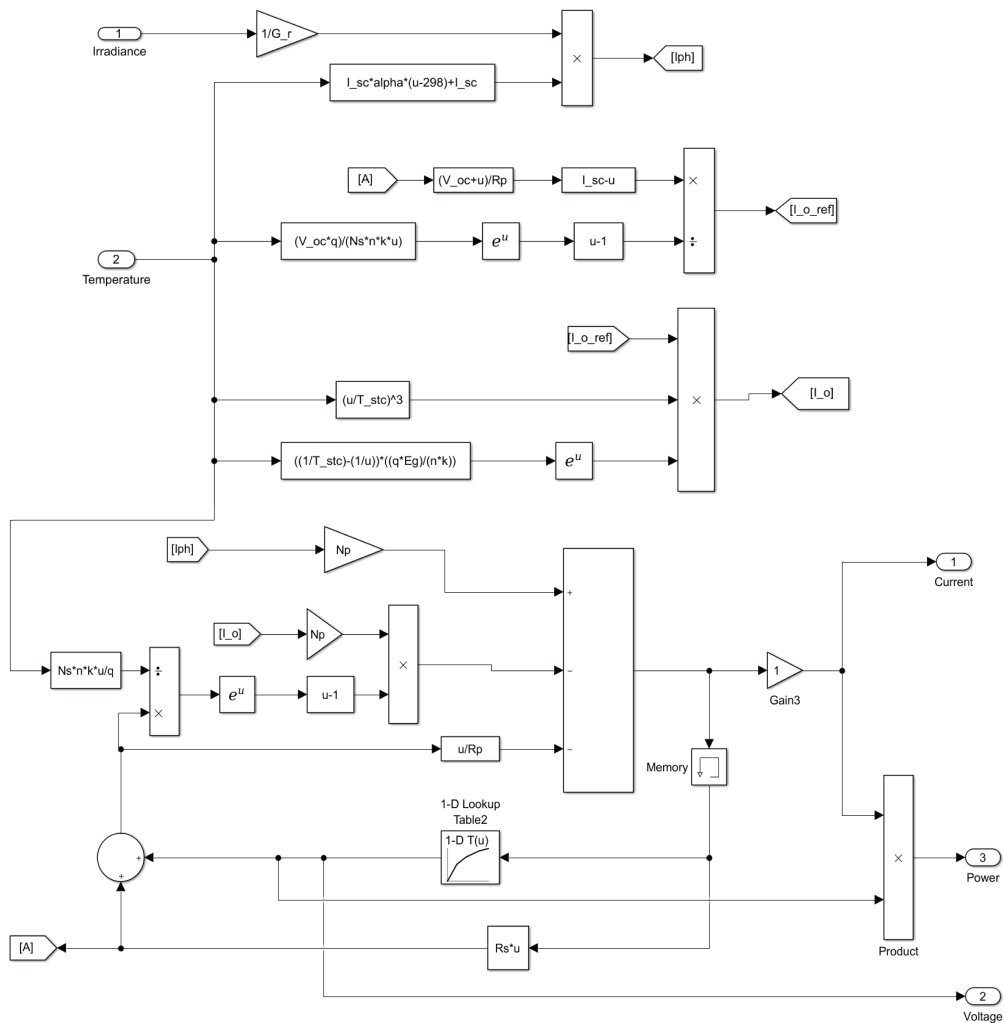 1
Irradiance
1/G_r
×
[Iph]
I_sc*alpha*(u-298)+I_sc
[A]
(V_oc+u)/Rp
I_sc-u
×
[I_o_ref]
2
Temperature
(V_oc*q)/(Ns*n*k*u)
e^u
u-1
÷
[I_o_ref]
(u/T_stc)^3
×
[I_o]
((1/T_stc)-(1/u))*((q*Eg)/(n*k))
e^u
[Iph]
Np
1
Current
+
[I_o]
Np
×
Ns*n*k*u/q
÷
−
1
Gain3
e^u
u-1
×
u/Rp
−
Memory
1-D Lookup
Table2
1-D T(u)
+
+
×
3
Power
[A]
Rs*u
Product
2
Voltage